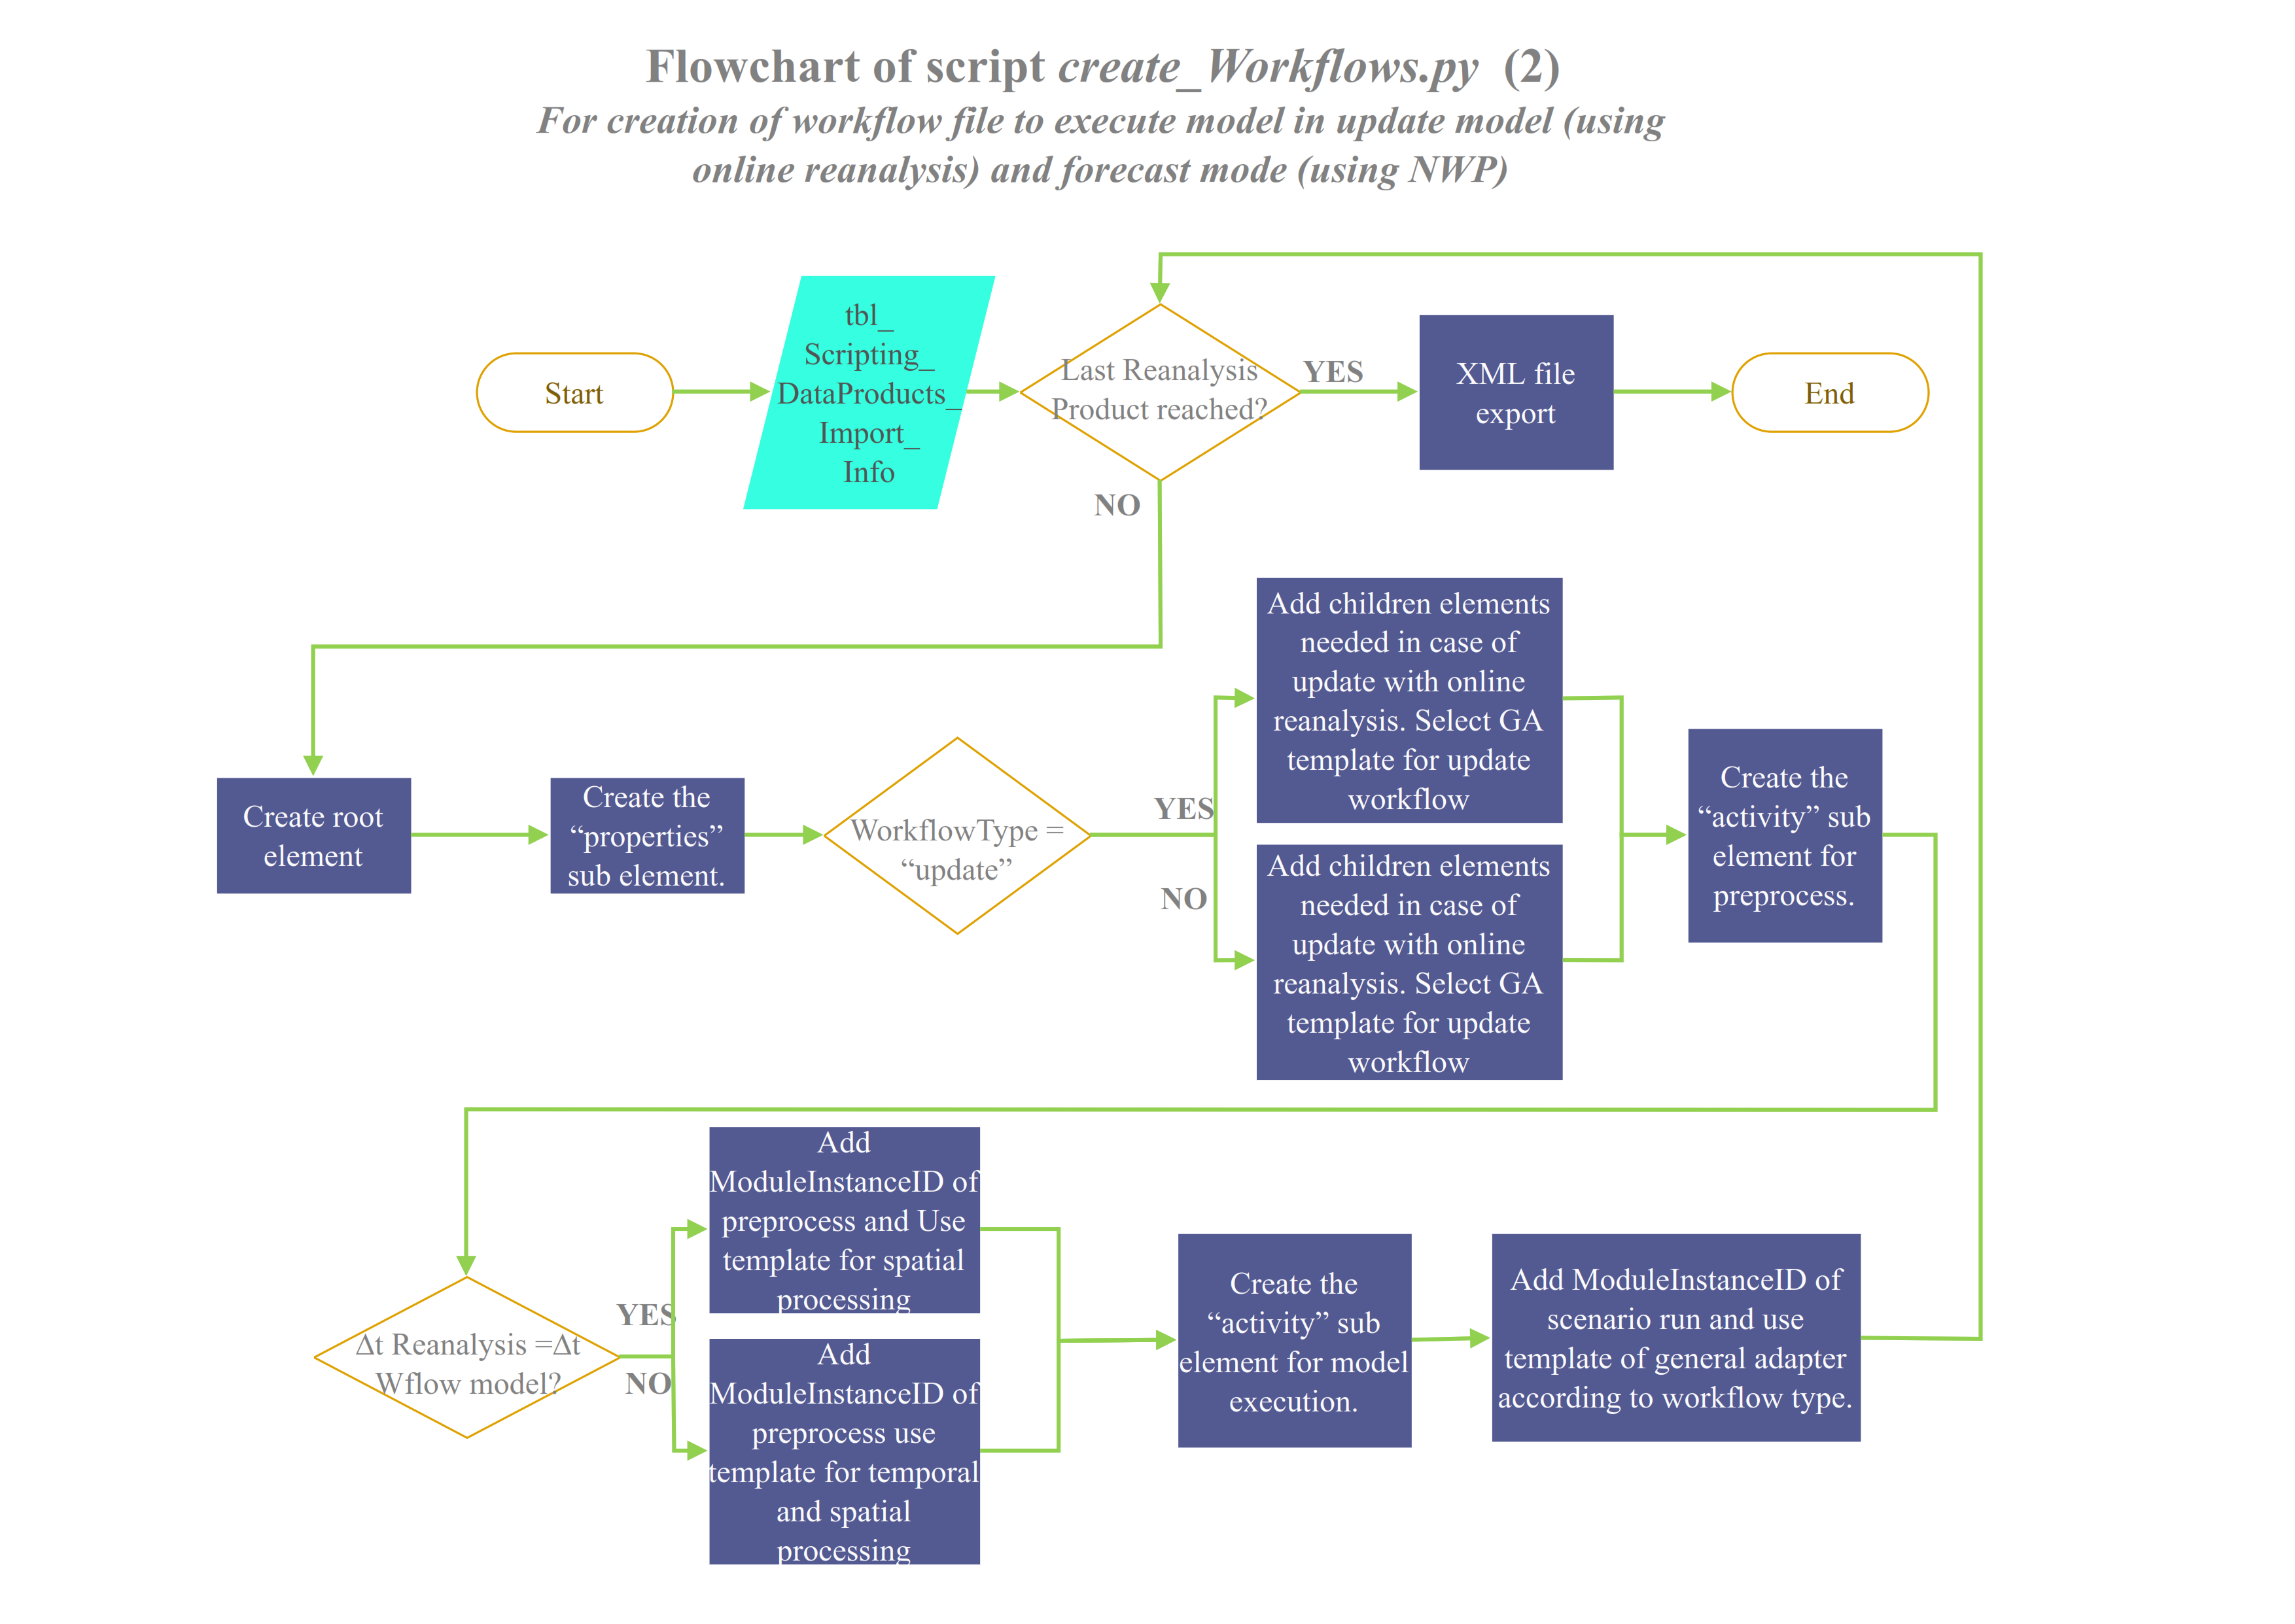 Flowchart of script create_Workflows.py (2)
For creation of workflow file to execute model in update model (using
online reanalysis) and forecast mode (using NWP)
Start
tbl_
Scripting_
DataProducts_
Import_
Info
Last Reanalysis
Product reached?
YES
XML file
export
End
NO
Create root
element
Create the
“properties”
sub element.
WorkflowType =
“update”
YES
NO
Add children elements
needed in case of
update with online
reanalysis. Select GA
template for update
workflow
Add children elements
needed in case of
update with online
reanalysis. Select GA
template for update
workflow
Create the
“activity” sub
element for
preprocess.
Δt Reanalysis =Δt
Wflow model?
YES
NO
Add
ModuleInstanceID of
preprocess and Use
template for spatial
processing
Add
ModuleInstanceID of
preprocess use
template for temporal
and spatial
processing
Create the
“activity” sub
element for model
execution.
Add ModuleInstanceID of
scenario run and use
template of general adapter
according to workflow type.